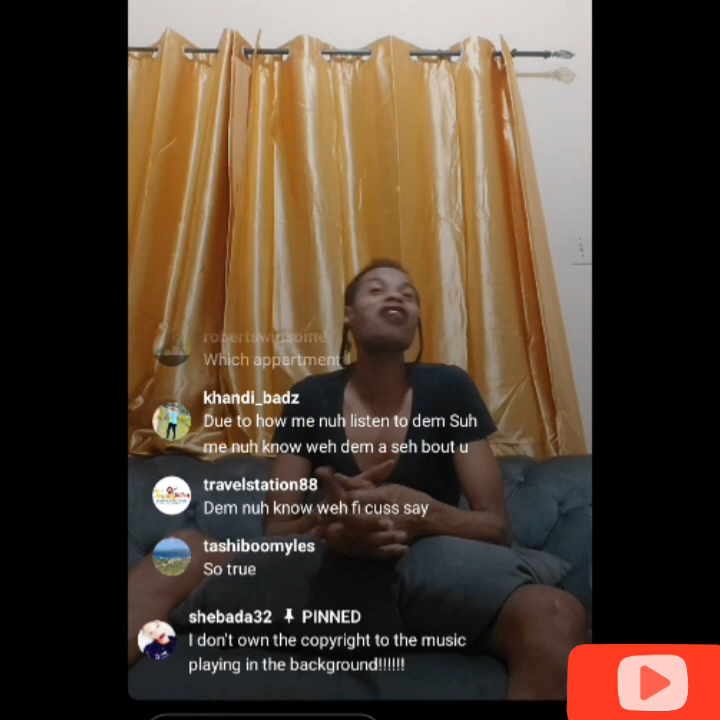 robertswinsome
Which appartment
khandi_badz
Due to how me nuh listen to dem Suh
me nuh know weh dem a seh bout u
travelstation88
Dem nuh know weh fi cuss say
tashiboomyles
So true
shebada32 PINNED
I don't own the copyright to the music
playing in the background!!!!!!